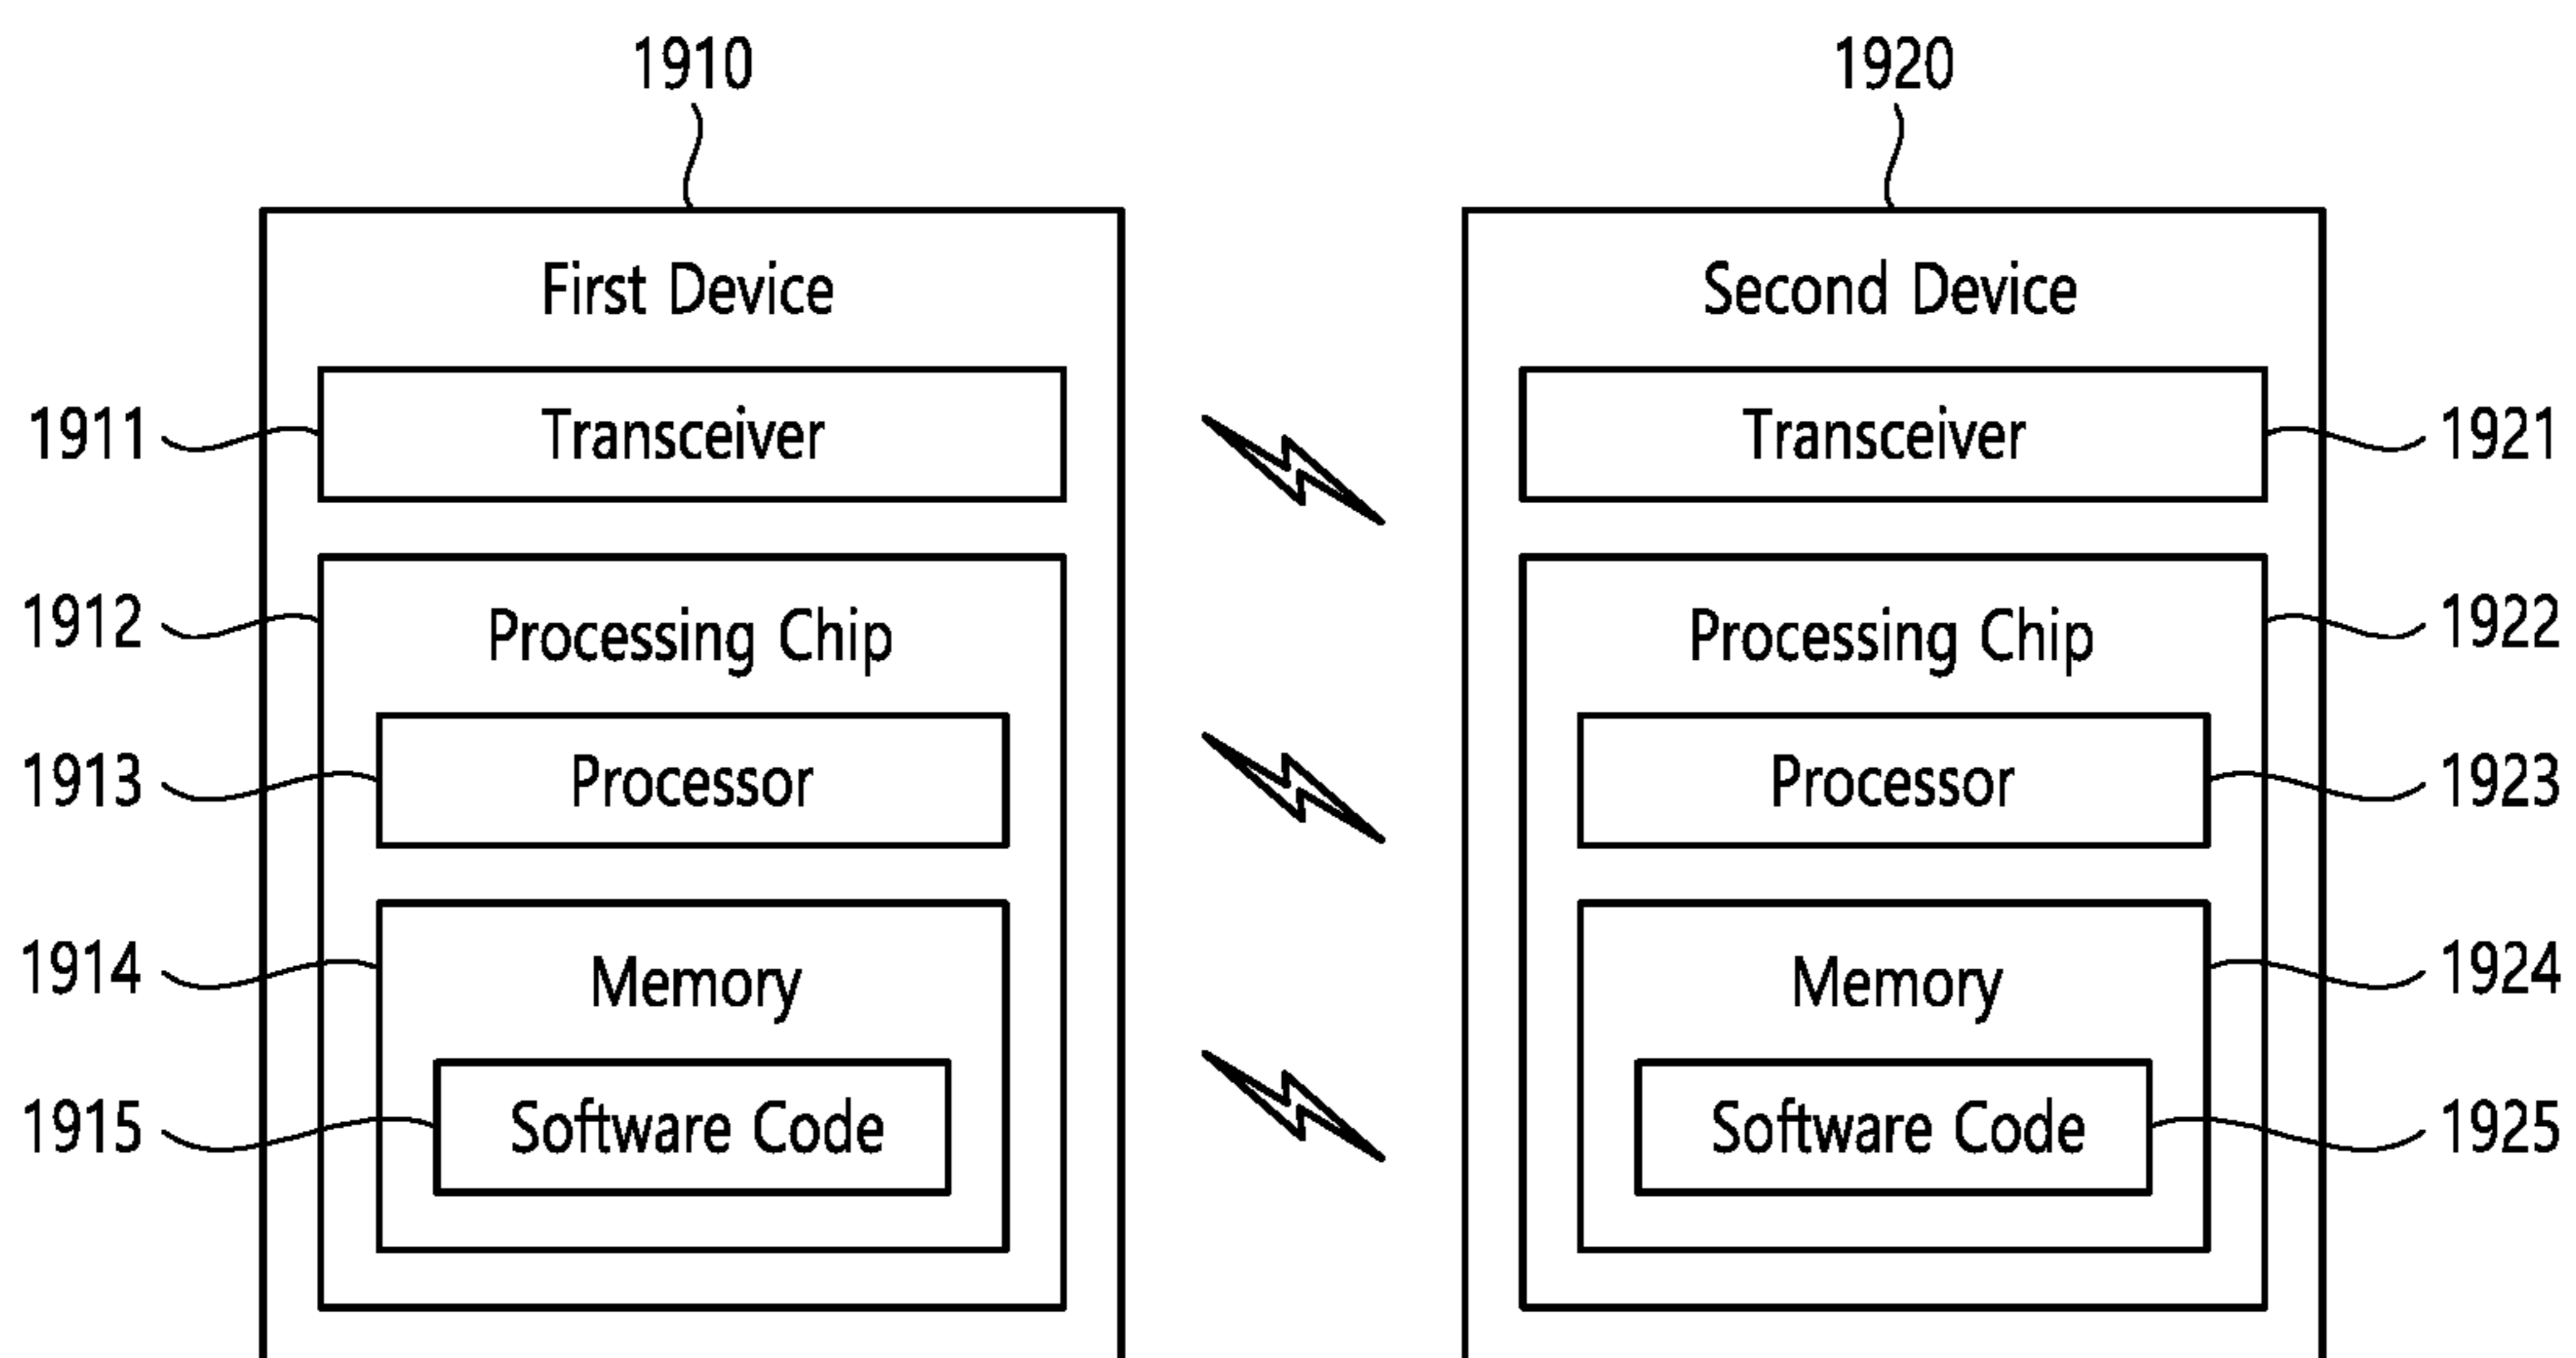 1910
1920
First Device
Second Device
1911
Transceiver
Transceiver
1921
1912
Processing Chip
Processing Chip
1922
1913
Processor
Processor
1923
1914
Memory
Memory
1924
1915
Software Code
Software Code
1925